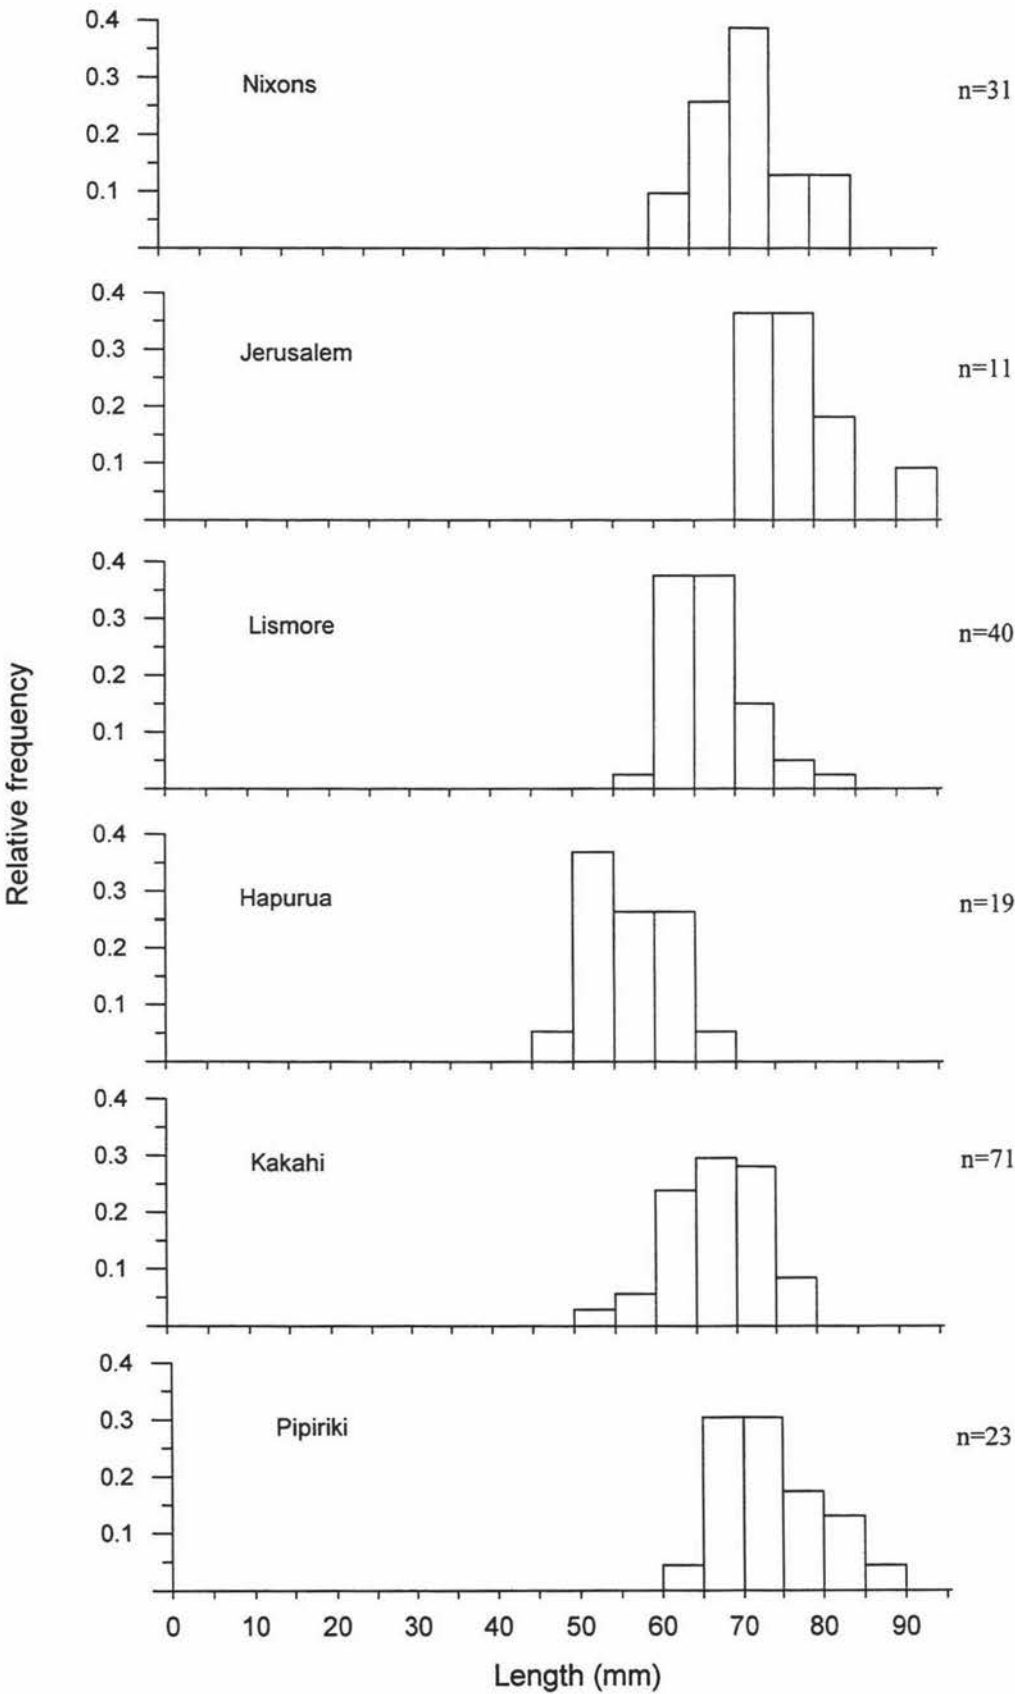 Relative frequency
0.4
0.3
0.2
0.1
Nixons
n=31
0.4
0.3
0.2
0.1
Jerusalem
n=11
0.4
0.3
0.2
0.1
Lismore
n=40
0.4
0.3
0.2
0.1
Hapurua
n=19
0.4
0.3
0.2
0.1
Kakahi
n=71
0.4
0.3
0.2
0.1
Pipiriki
n=23
0 10 20 30 40 50 60 70 80 90
Length (mm)